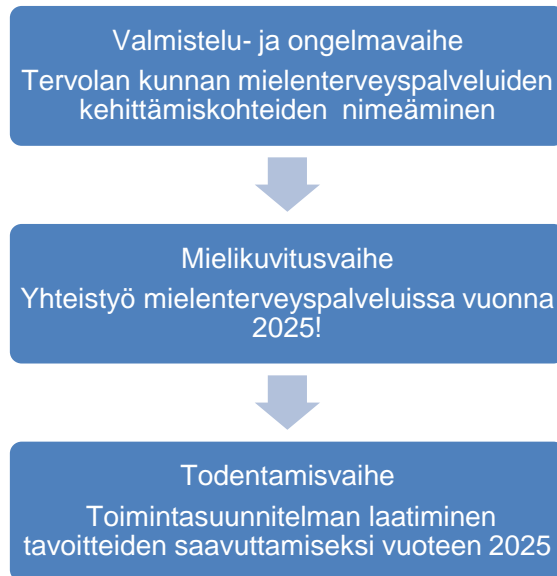 Valmistelu- ja ongelmavaihe
Tervolan kunnan mielenterveyspalveluiden
kehittämiskohteiden nimeäminen
Mielikuvitusvaihe
Yhteistyö mielenterveyspalveluissa vuonna
2025!
Todentamisvaihe
Toimintasuunnitelman laatiminen
tavoitteiden saavuttamiseksi vuoteen 2025